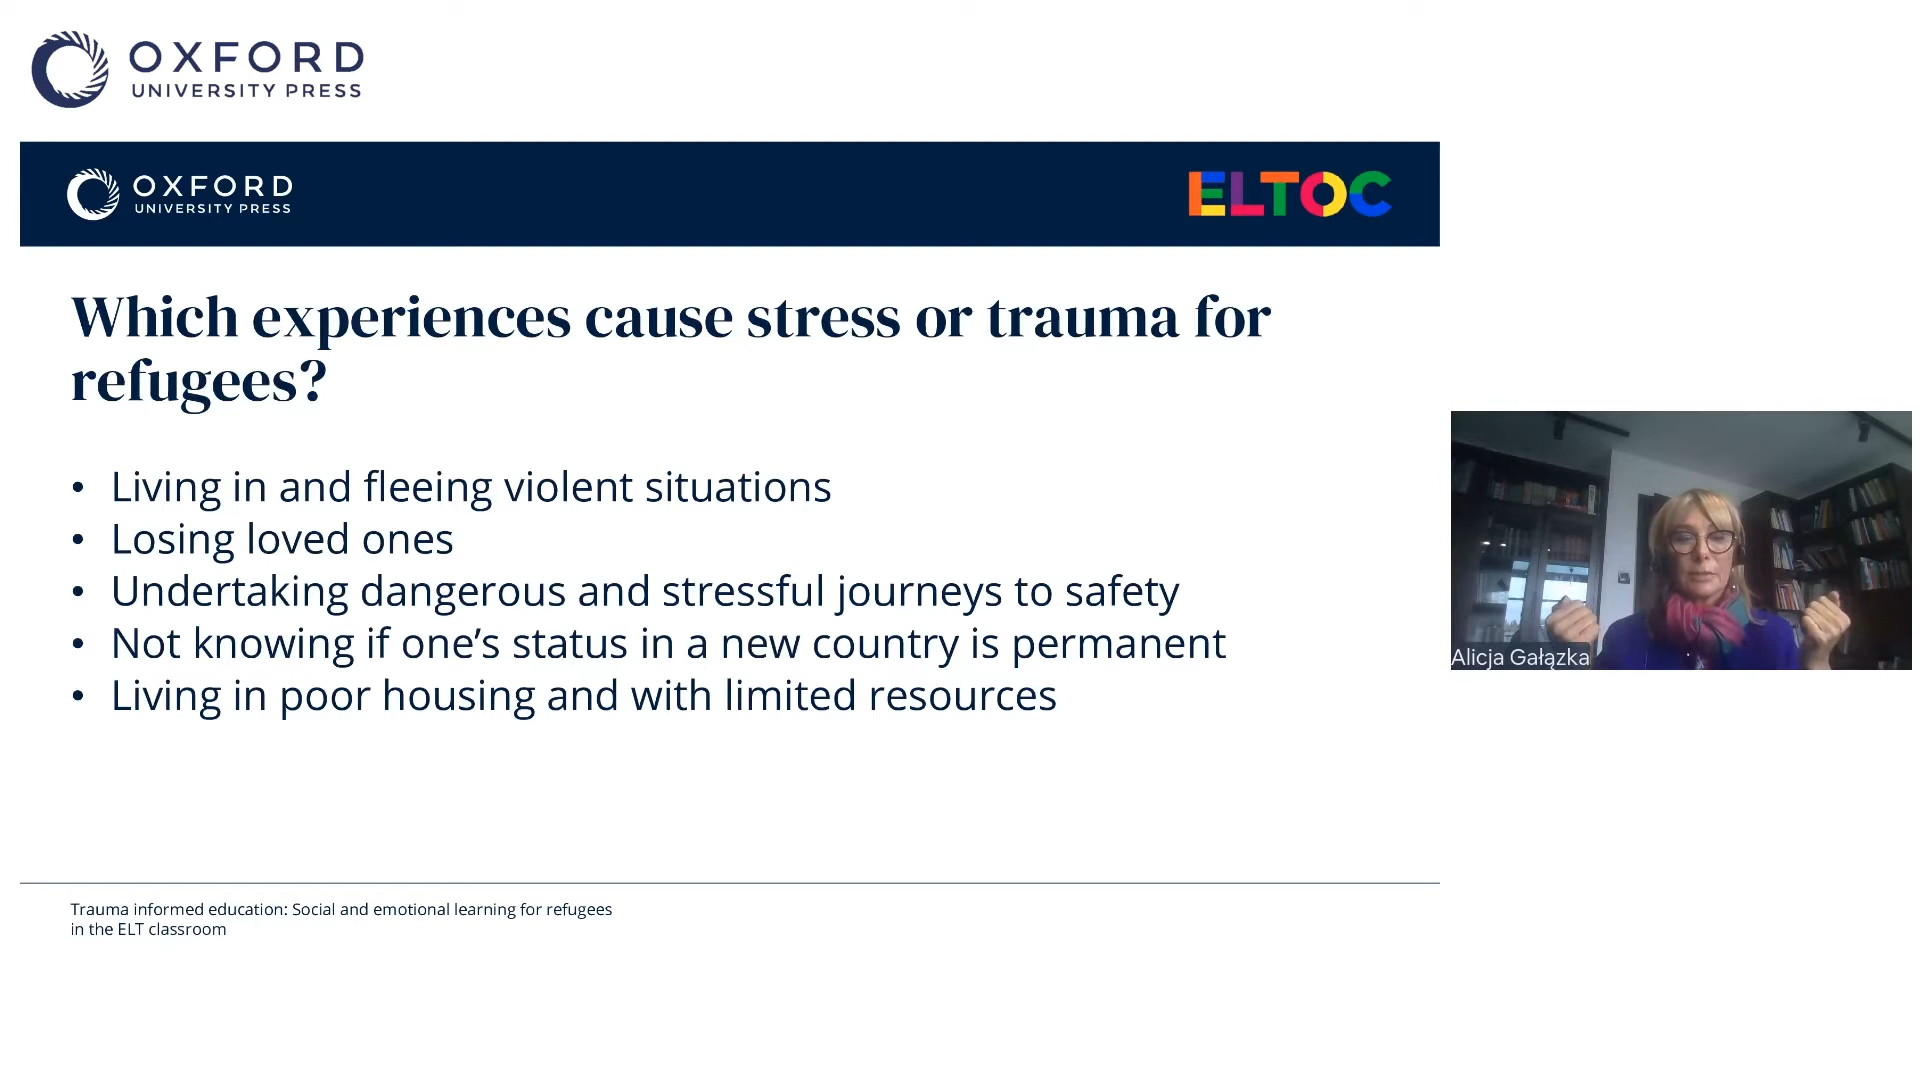 OXFORD
UNIVERSITY PRESS
OXFORD
UNIVERSITY PRESS
ELTOC
Which experiences cause stress or trauma for
refugees?
• Living in and fleeing violent situations
• Losing loved ones
• Undertaking dangerous and stressful journeys to safety
• Not knowing if one’s status in a new country is permanent
• Living in poor housing and with limited resources
Alicja Gałązka
Trauma informed education: Social and emotional learning for refugees
in the ELT classroom